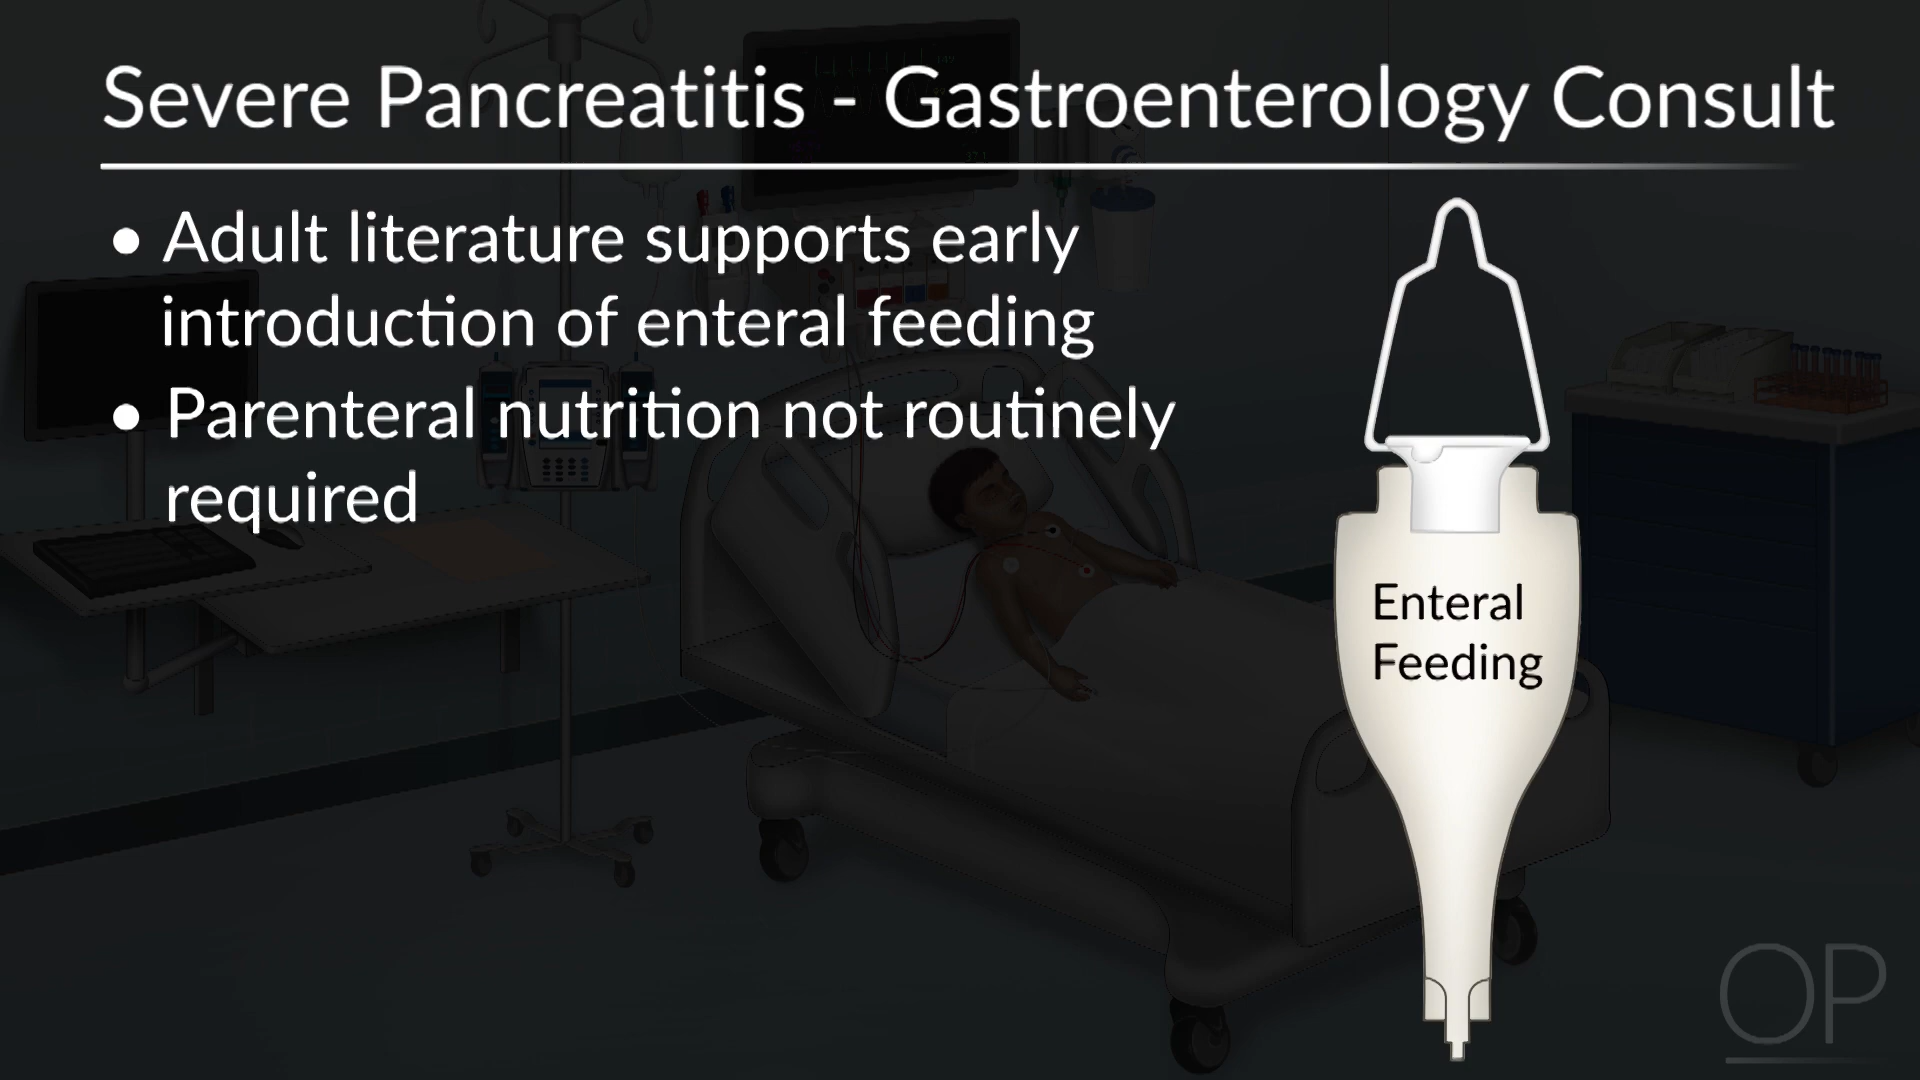 Severe Pancreatitis - Gastroenterology Consult
• Adult literature supports early
introduction of enteral feeding
• Parenteral nutrition not routinely
required
Enteral
Feeding
OP